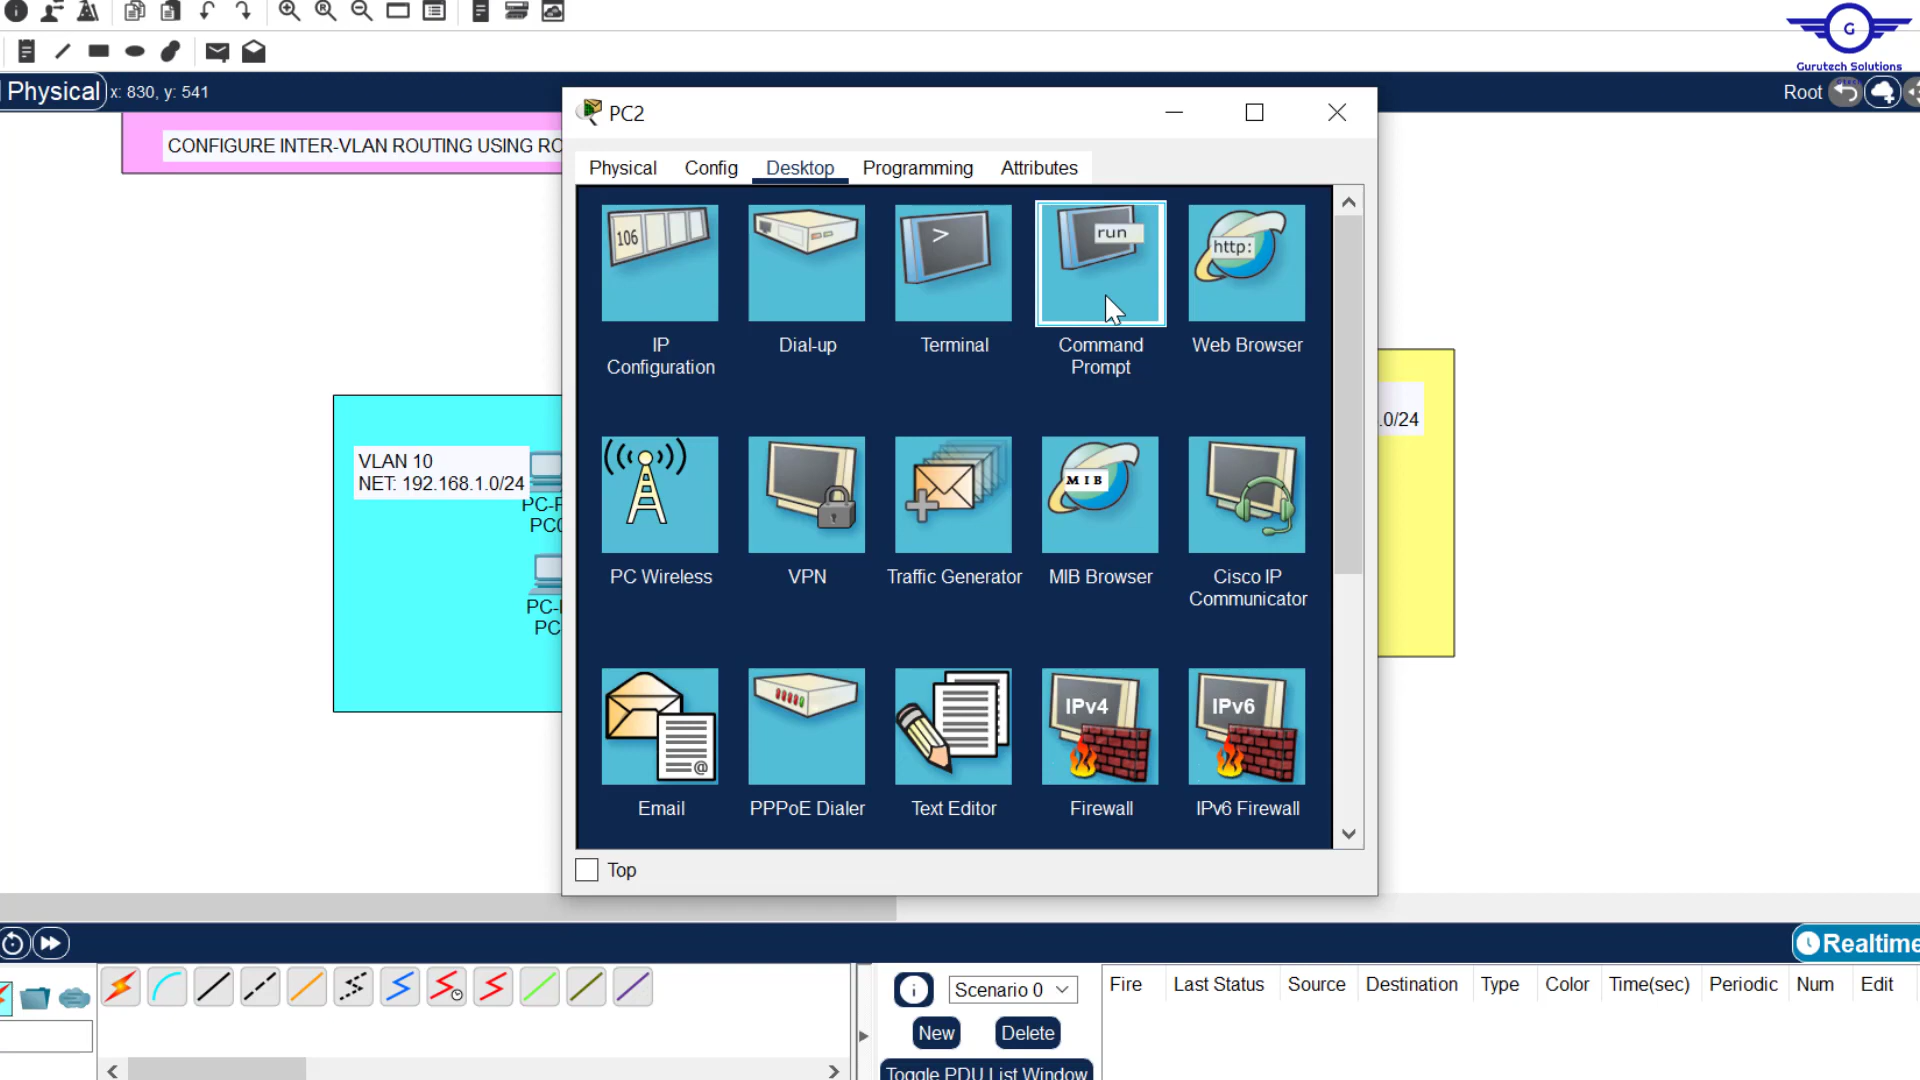 G
Gurutech Solutions
Physical
x: 830, y: 541
Root
CONFIGURE INTER-VLAN ROUTING USING RO
PC2
Physical
Config
Desktop
Programming
Attributes
106
>
run
http:
IP
Configuration
Dial-up
Terminal
Command
Prompt
Web Browser
MIB
PC Wireless
VPN
Traffic Generator
MIB Browser
Cisco IP
Communicator
@
IPv4
IPv6
Email
PPPoE Dialer
Text Editor
Firewall
IPv6 Firewall
Top
VLAN 10
NET: 192.168.1.0/24
PC-P
PC0
PC-
PC
.0/24
Realtime
Scenario 0
New
Delete
Toggle PDU List Window
Fire
Last Status
Source
Destination
Type
Color
Time(sec)
Periodic
Num
Edit